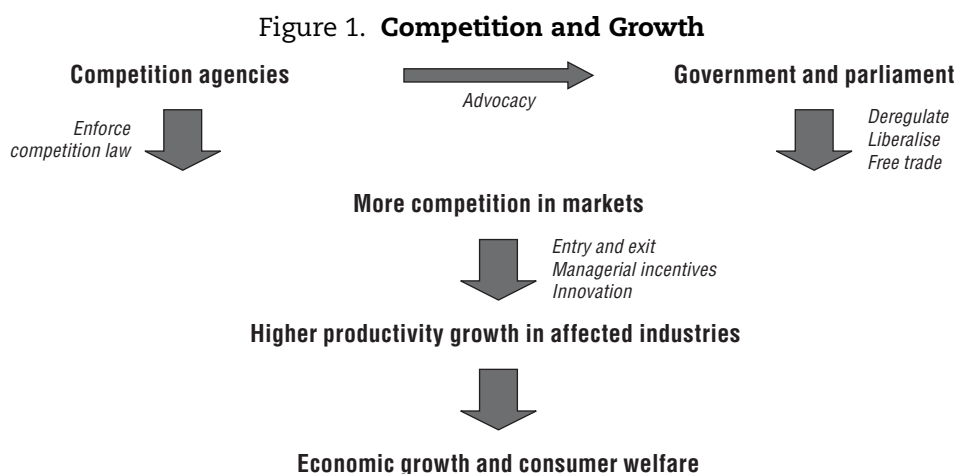 Figure 1. Competition and Growth
Competition agencies
Government and parliament
Advocacy
Enforce
competition law
Deregulate
Liberalise
Free trade
More competition in markets
Entry and exit
Managerial incentives
Innovation
Higher productivity growth in affected industries
Economic growth and consumer welfare